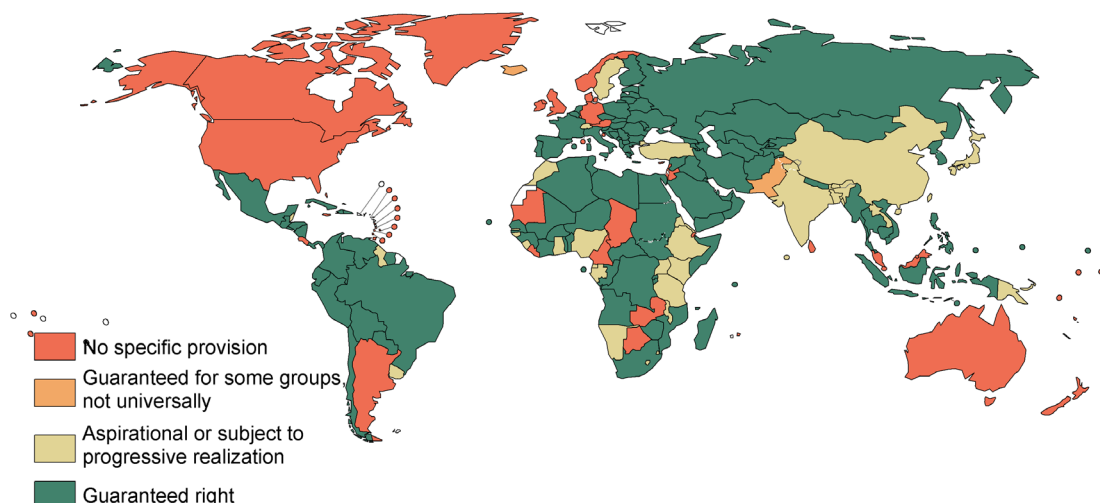 No specific provision
Guaranteed for some groups,
not universally
Aspirational or subject to
progressive realization
Guaranteed right